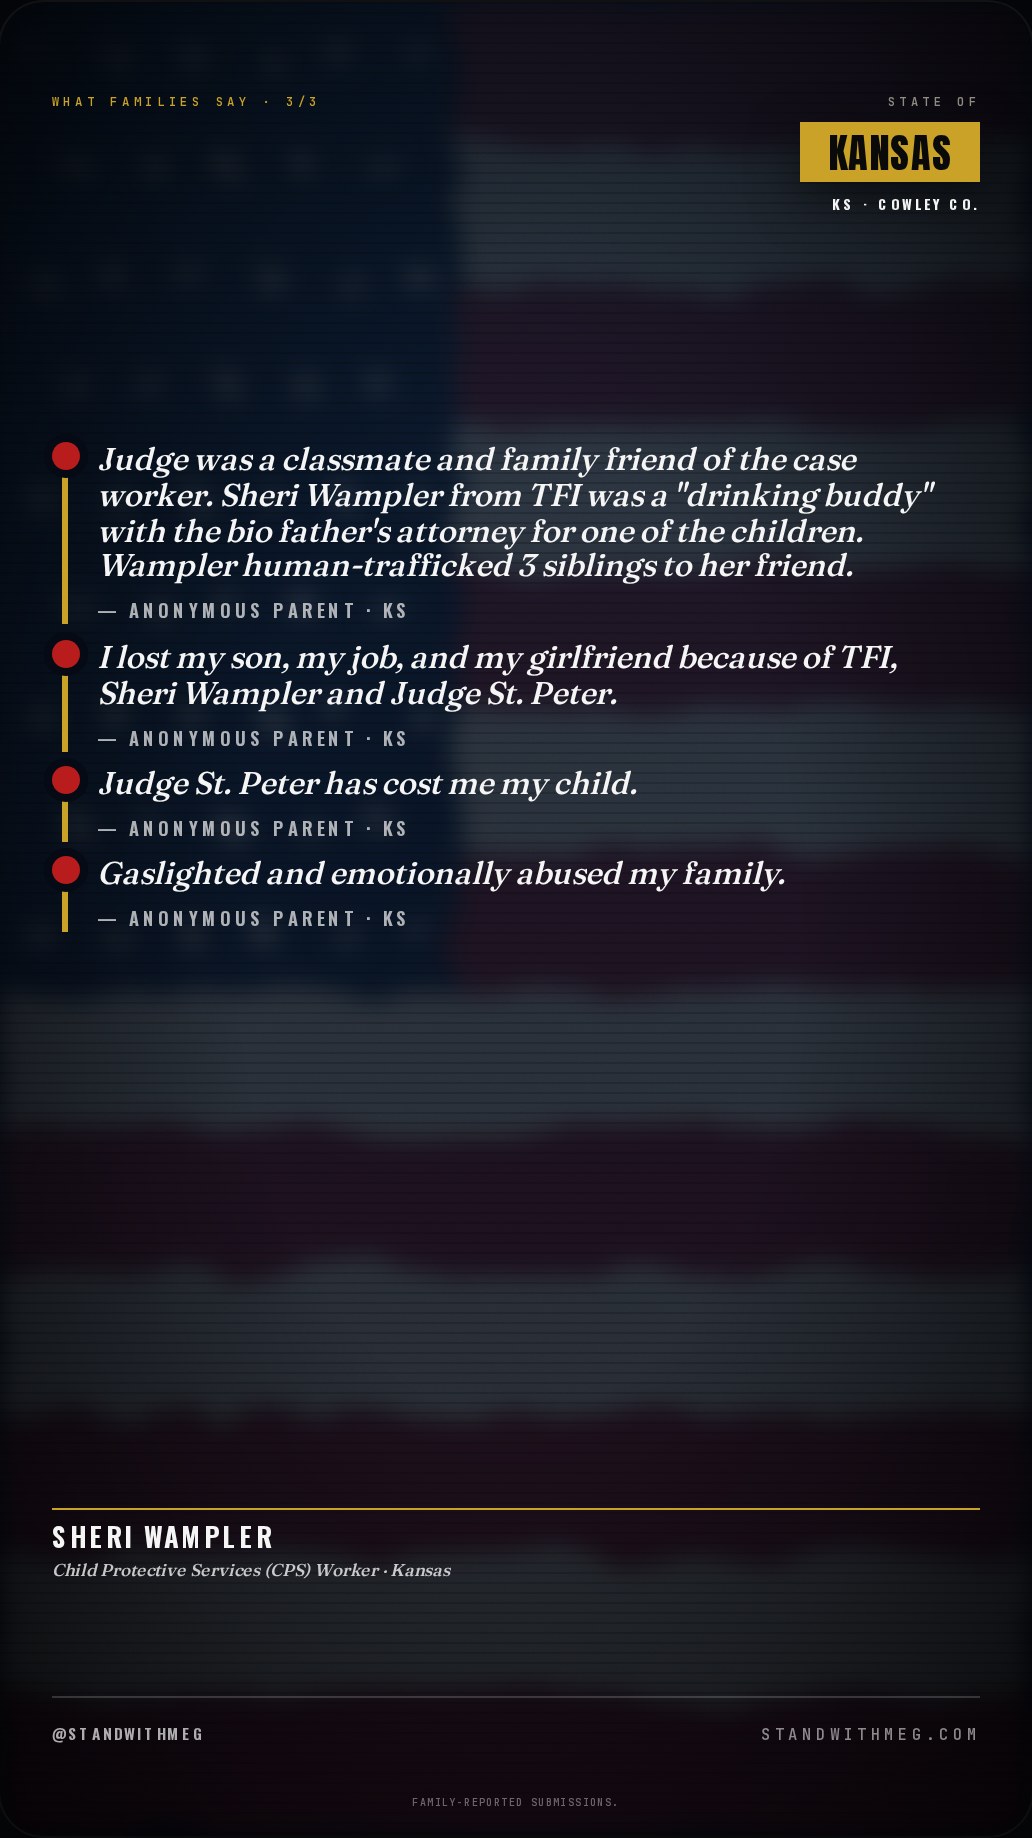 WHAT FAMILIES SAY · 3/3
STATE OF
KANSAS
KS · COWLEY CO.
Judge was a classmate and family friend of the case
worker. Sheri Wampler from TFI was a "drinking buddy"
with the bio father's attorney for one of the children.
Wampler human-trafficked 3 siblings to her friend.
— ANONYMOUS PARENT · KS
I lost my son, my job, and my girlfriend because of TFI,
Sheri Wampler and Judge St. Peter.
— ANONYMOUS PARENT · KS
Judge St. Peter has cost me my child.
— ANONYMOUS PARENT · KS
Gaslighted and emotionally abused my family.
— ANONYMOUS PARENT · KS
SHERI WAMPLER
Child Protective Services (CPS) Worker · Kansas
@STANDWITHMEG
STANDWITHMEG.COM
FAMILY-REPORTED SUBMISSIONS.